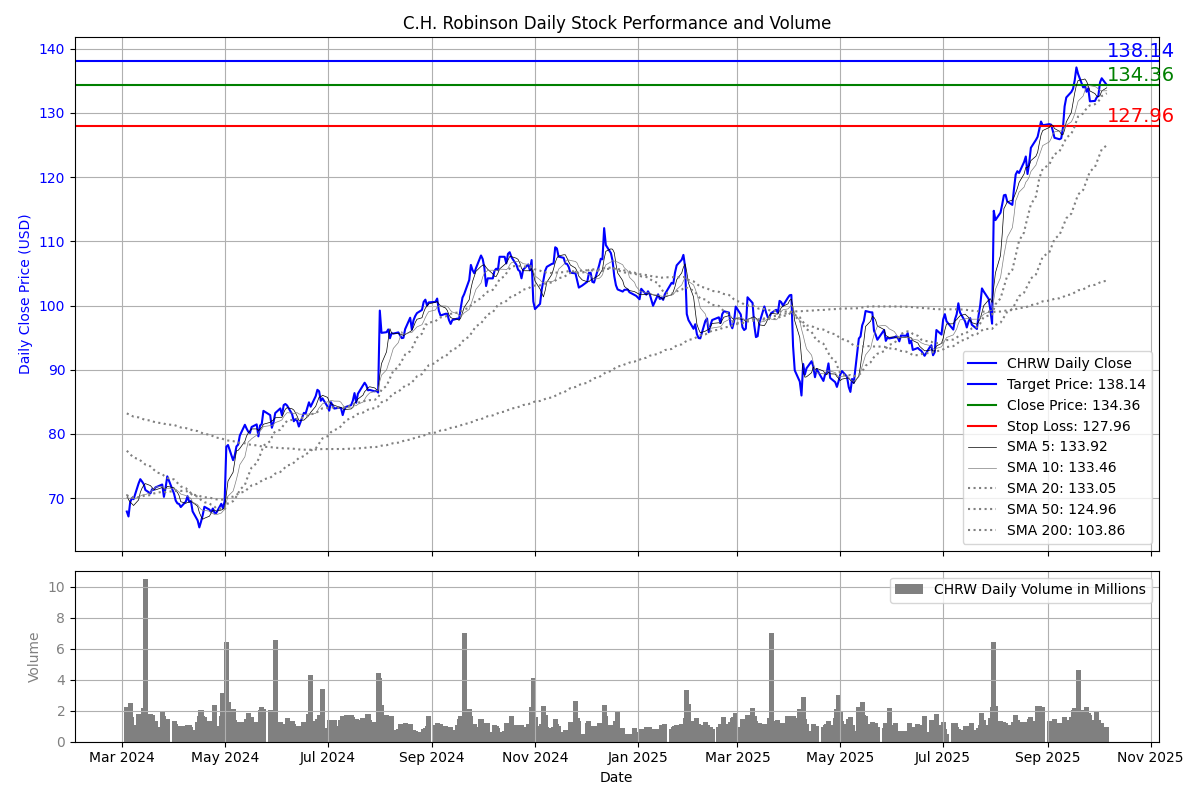 C.H. Robinson Daily Stock Performance and Volume
140
130
120
110
100
90
80
70
Daily Close Price (USD)
138.14
134.36
127.96
CHRW Daily Close
Target Price: 138.14
Close Price: 134.36
Stop Loss: 127.96
SMA 5: 133.92
SMA 10: 133.46
SMA 20: 133.05
SMA 50: 124.96
SMA 200: 103.86
10
8
6
4
2
0
Volume
CHRW Daily Volume in Millions
Mar 2024 May 2024 Jul 2024 Sep 2024 Nov 2024 Jan 2025 Mar 2025 May 2025 Jul 2025 Sep 2025 Nov 2025
Date